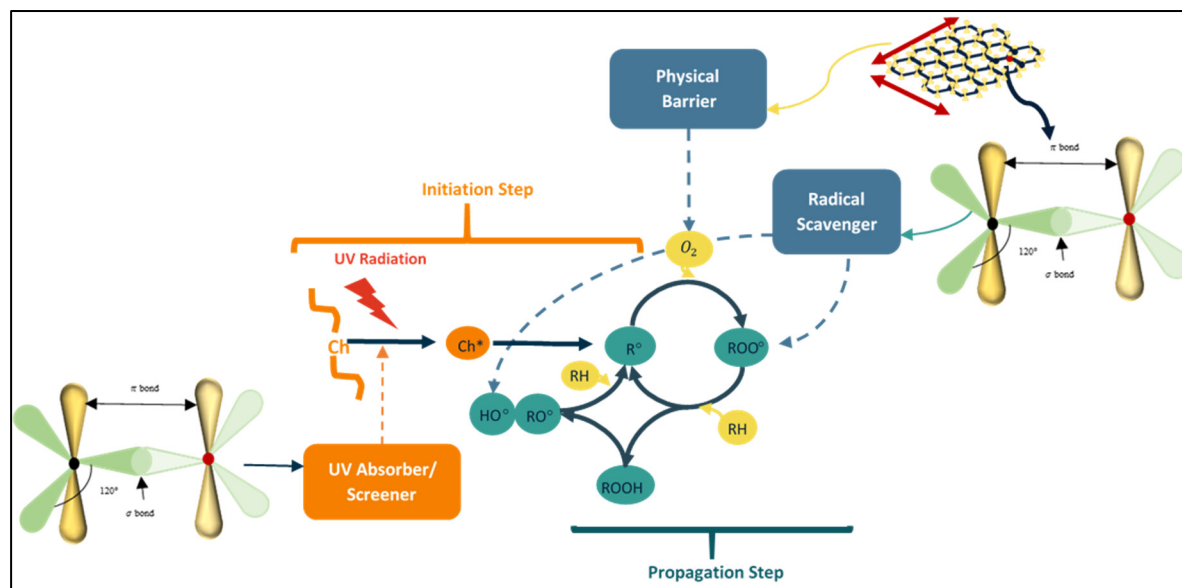 Physical
Barrier
π bond
Initiation Step
Radical
Scavenger
UV Radiation
O₂
120°
σ bond
Ch
Ch*
R°
ROO°
RH
π bond
HO°
RO°
RH
UV Absorber/
Screener
ROOH
120°
σ bond
Propagation Step